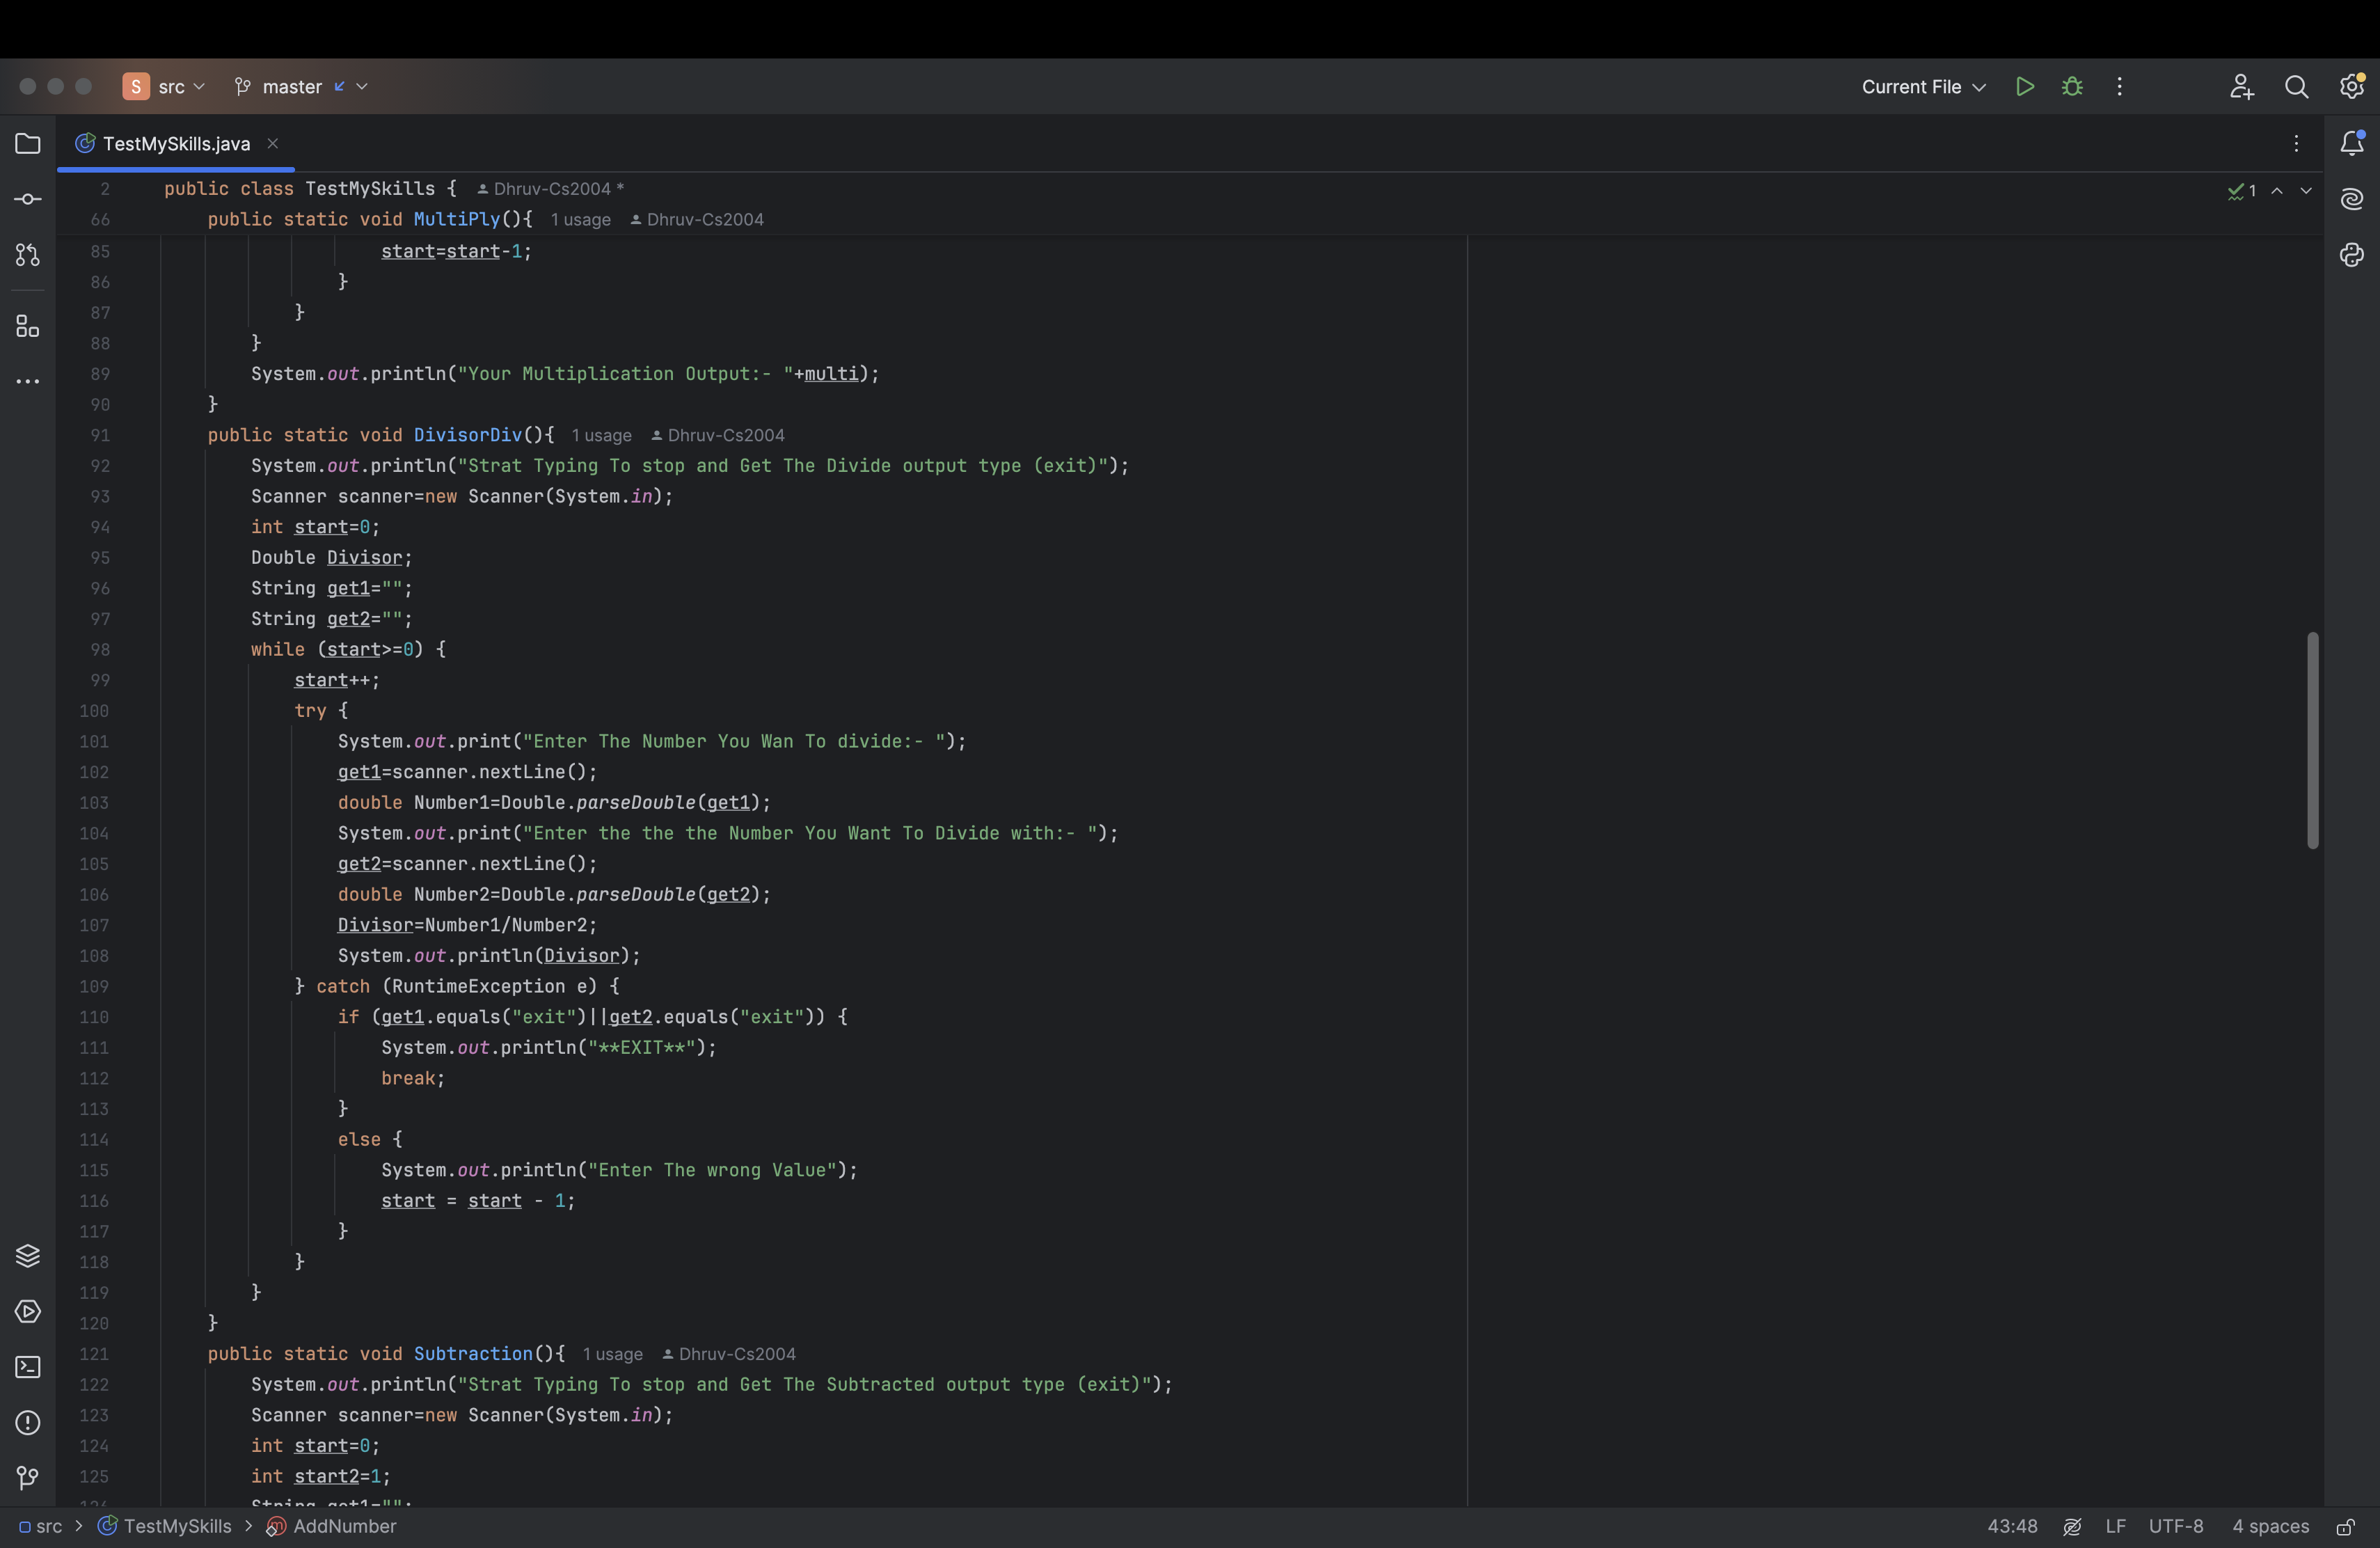 S src master Current File
TestMySkills.java
2 public class TestMySkills { Dhruv-Cs2004 * 1
66 public static void MultiPly(){ 1 usage Dhruv-Cs2004
85 start=start-1;
86 }
87 }
88 }
89 System.out.println("Your Multiplication Output:- "+multi);
90 }
91 public static void DivisorDiv(){ 1 usage Dhruv-Cs2004
92 System.out.println("Strat Typing To stop and Get The Divide output type (exit)");
93 Scanner scanner=new Scanner(System.in);
94 int start=0;
95 Double Divisor;
96 String get1="";
97 String get2="";
98 while (start>=0) {
99 start++;
100 try {
101 System.out.print("Enter The Number You Wan To divide:- ");
102 get1=scanner.nextLine();
103 double Number1=Double.parseDouble(get1);
104 System.out.print("Enter the the the Number You Want To Divide with:- ");
105 get2=scanner.nextLine();
106 double Number2=Double.parseDouble(get2);
107 Divisor=Number1/Number2;
108 System.out.println(Divisor);
109 } catch (RuntimeException e) {
110 if (get1.equals("exit")||get2.equals("exit")) {
111 System.out.println("**EXIT**");
112 break;
113 }
114 else {
115 System.out.println("Enter The wrong Value");
116 start = start - 1;
117 }
118 }
119 }
120 }
121 public static void Subtraction(){ 1 usage Dhruv-Cs2004
122 System.out.println("Strat Typing To stop and Get The Subtracted output type (exit)");
123 Scanner scanner=new Scanner(System.in);
124 int start=0;
125 int start2=1;
126 String get1="";
src > TestMySkills > AddNumber 43:48 LF UTF-8 4 spaces